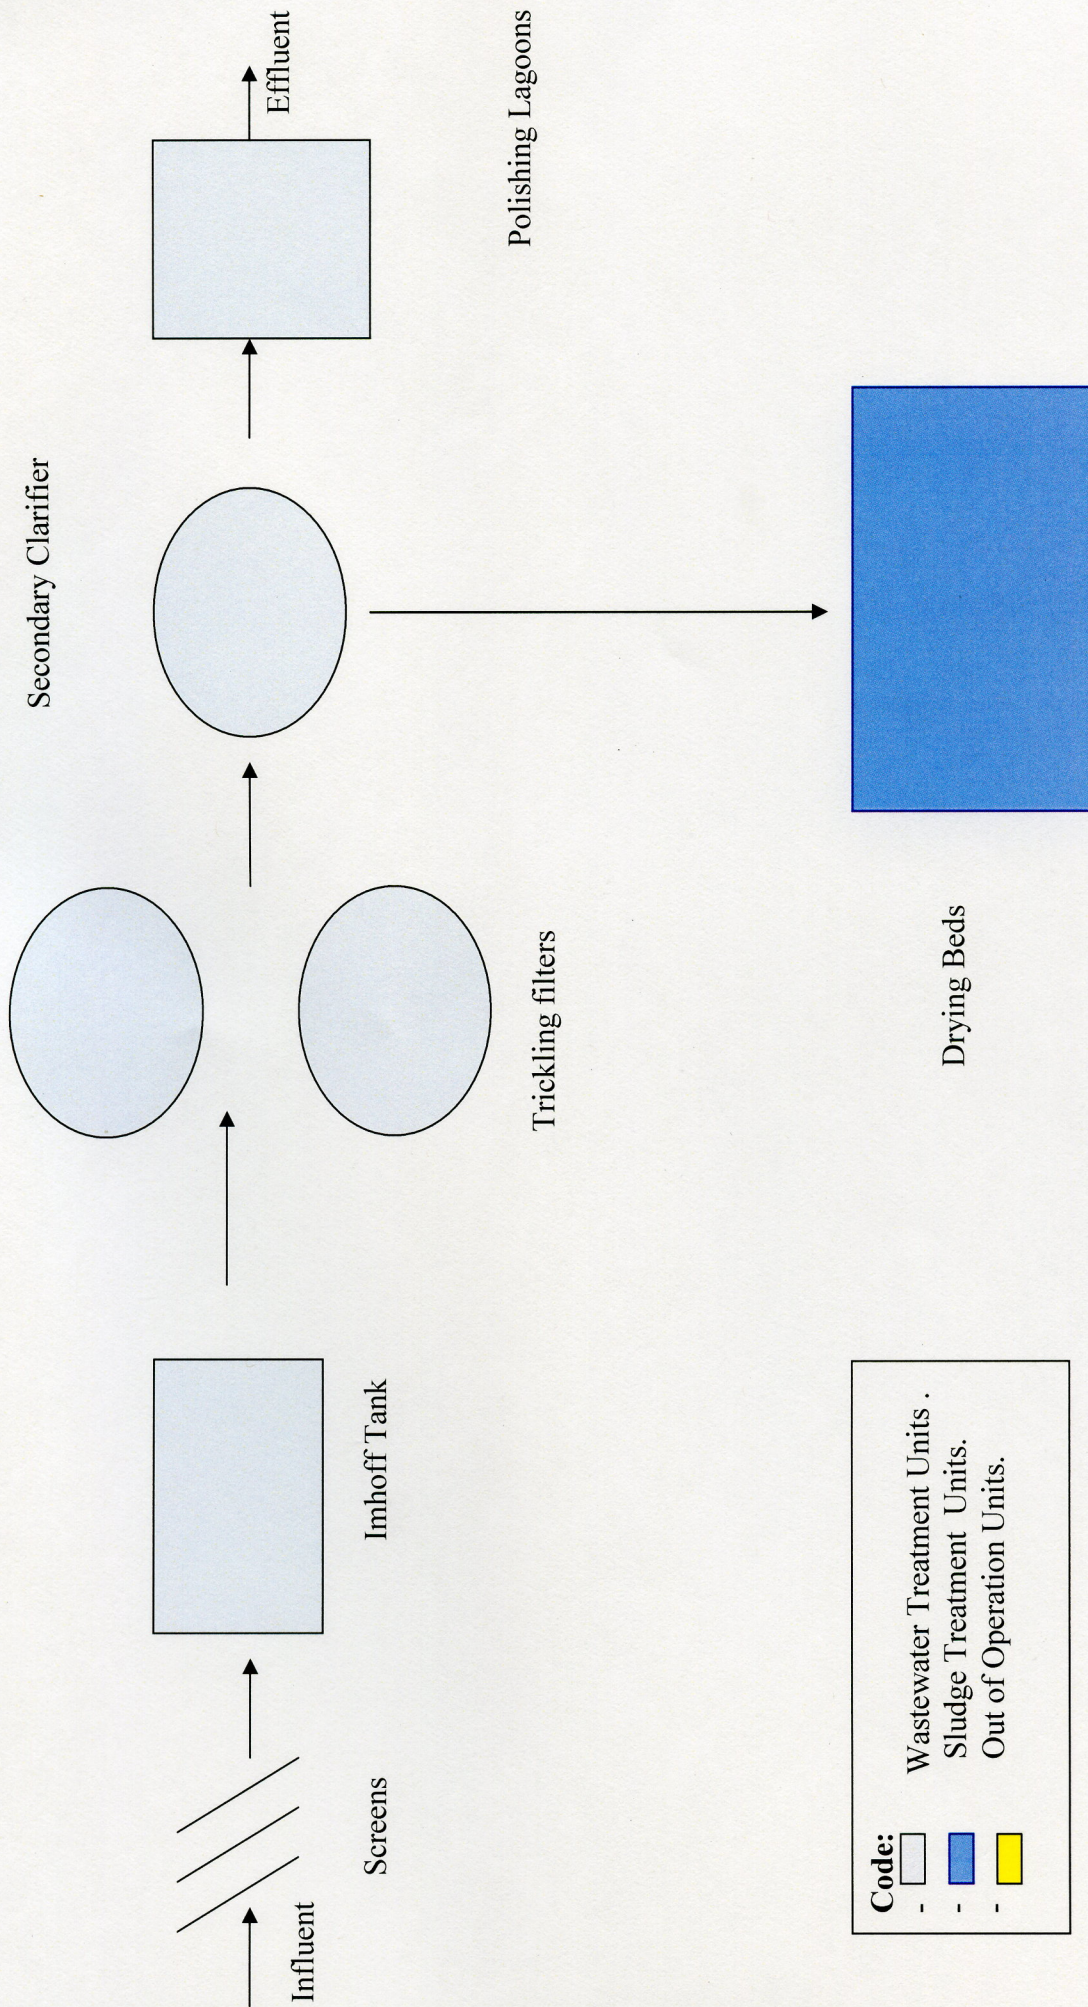 Secondary Clarifier
Effluent
Polishing Lagoons
Trickling filters
Imhoff Tank
Screens
Influent
Drying Beds
Code:
- Wastewater Treatment Units .
- Sludge Treatment Units.
- Out of Operation Units.